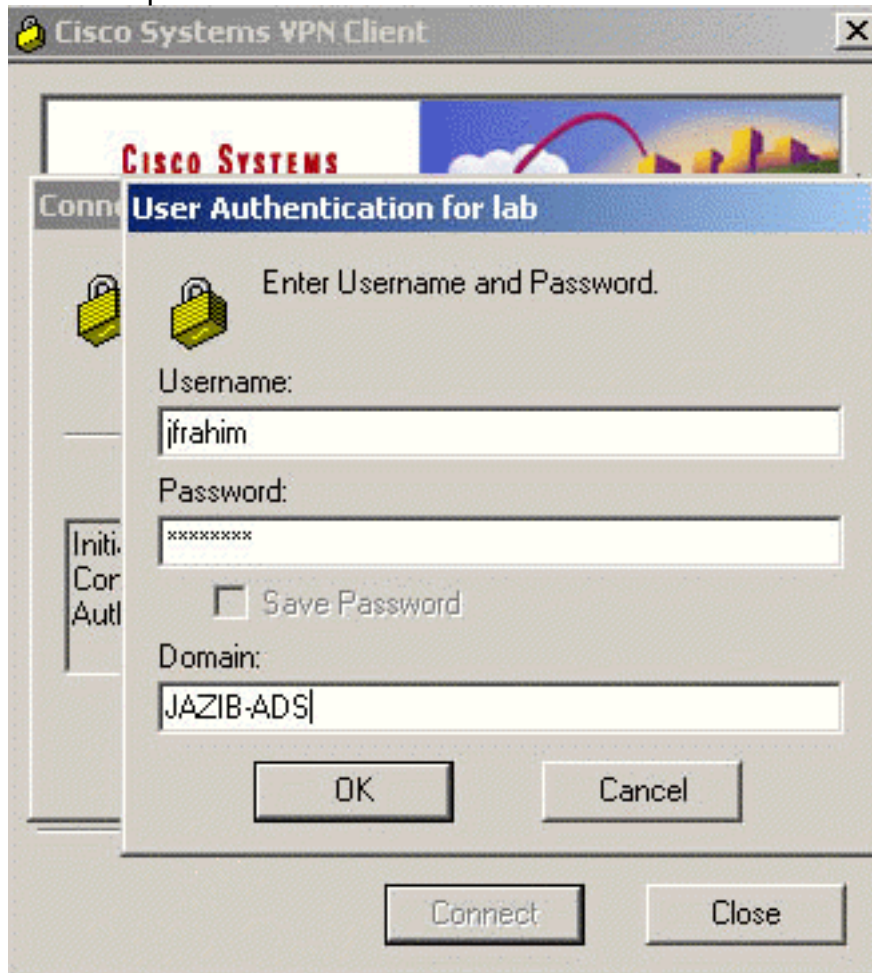 Cisco Systems VPN Client
CISCO SYSTEMS
User Authentication for lab
Enter Username and Password.
Username:
jfrahim
Password:
********
Save Password
Domain:
JAZIB-ADS
OK Cancel
Connect Close